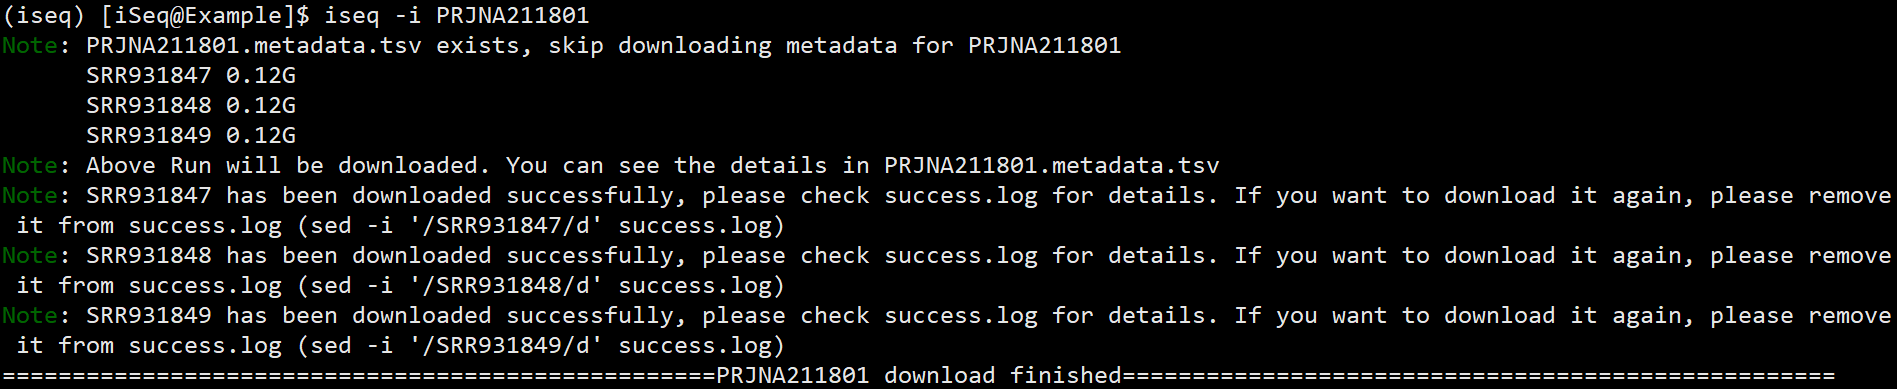 (iseq) [iSeq@Example]$ iseq -i PRJNA211801
Note: PRJNA211801.metadata.tsv exists, skip downloading metadata for PRJNA211801
      SRR931847 0.12G
      SRR931848 0.12G
      SRR931849 0.12G
Note: Above Run will be downloaded. You can see the details in PRJNA211801.metadata.tsv
Note: SRR931847 has been downloaded successfully, please check success.log for details. If you want to download it again, please remove
 it from success.log (sed -i '/SRR931847/d' success.log)
Note: SRR931848 has been downloaded successfully, please check success.log for details. If you want to download it again, please remove
 it from success.log (sed -i '/SRR931848/d' success.log)
Note: SRR931849 has been downloaded successfully, please check success.log for details. If you want to download it again, please remove
 it from success.log (sed -i '/SRR931849/d' success.log)
===================================================PRJNA211801 download finished===================================================